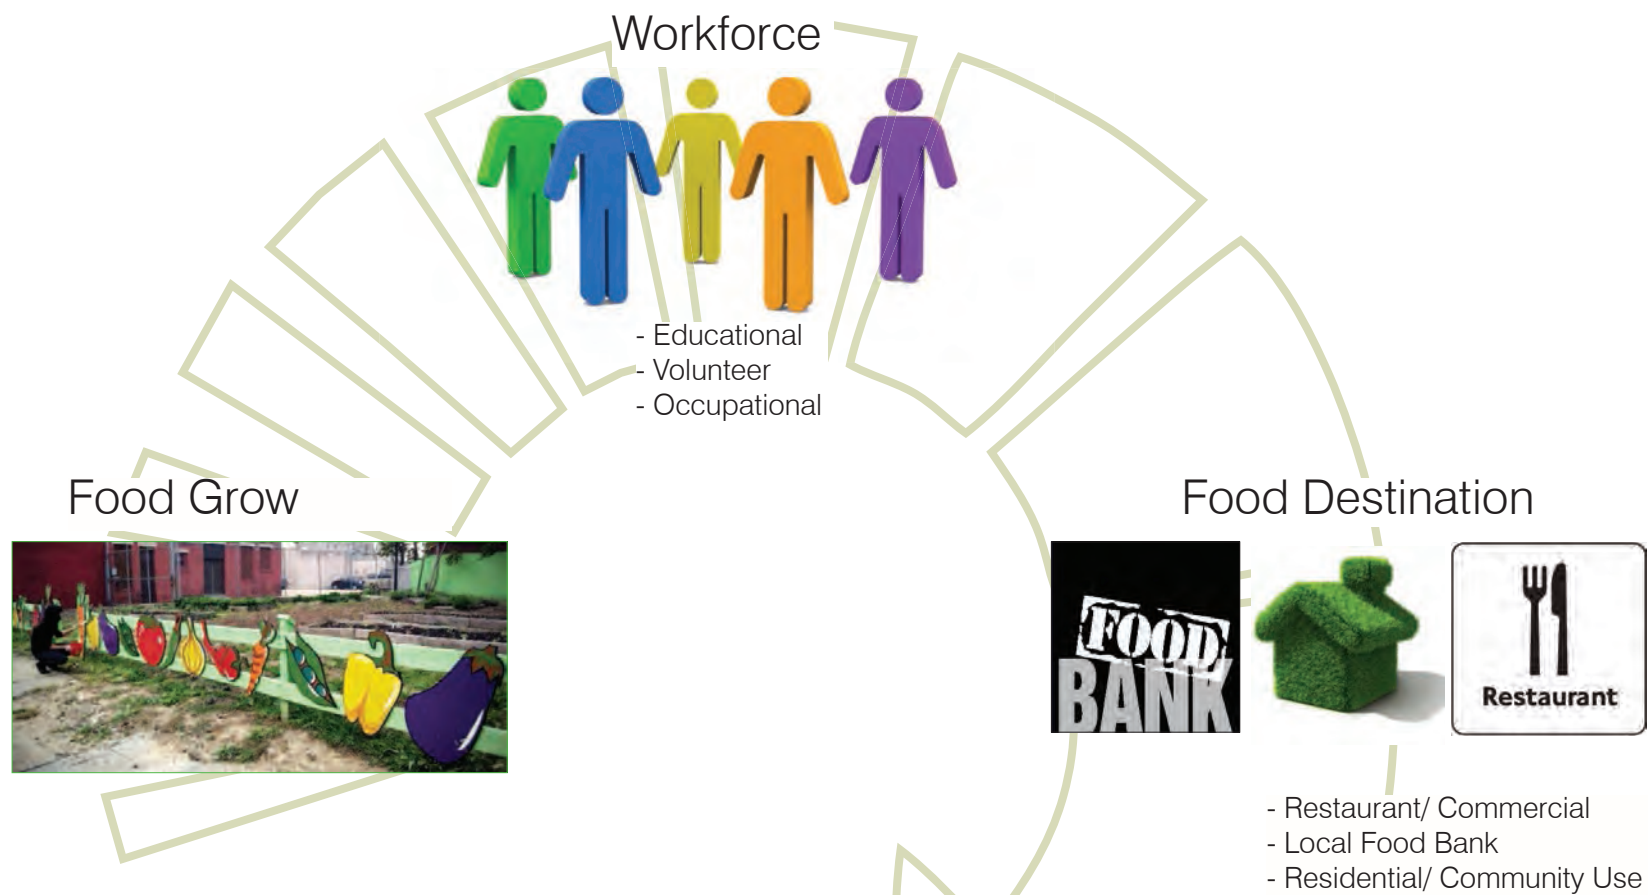 Workforce
- Educational
- Volunteer
- Occupational
Food Grow
Food Destination
FOOD
BANK
Restaurant
- Restaurant/ Commercial
- Local Food Bank
- Residential/ Community Use